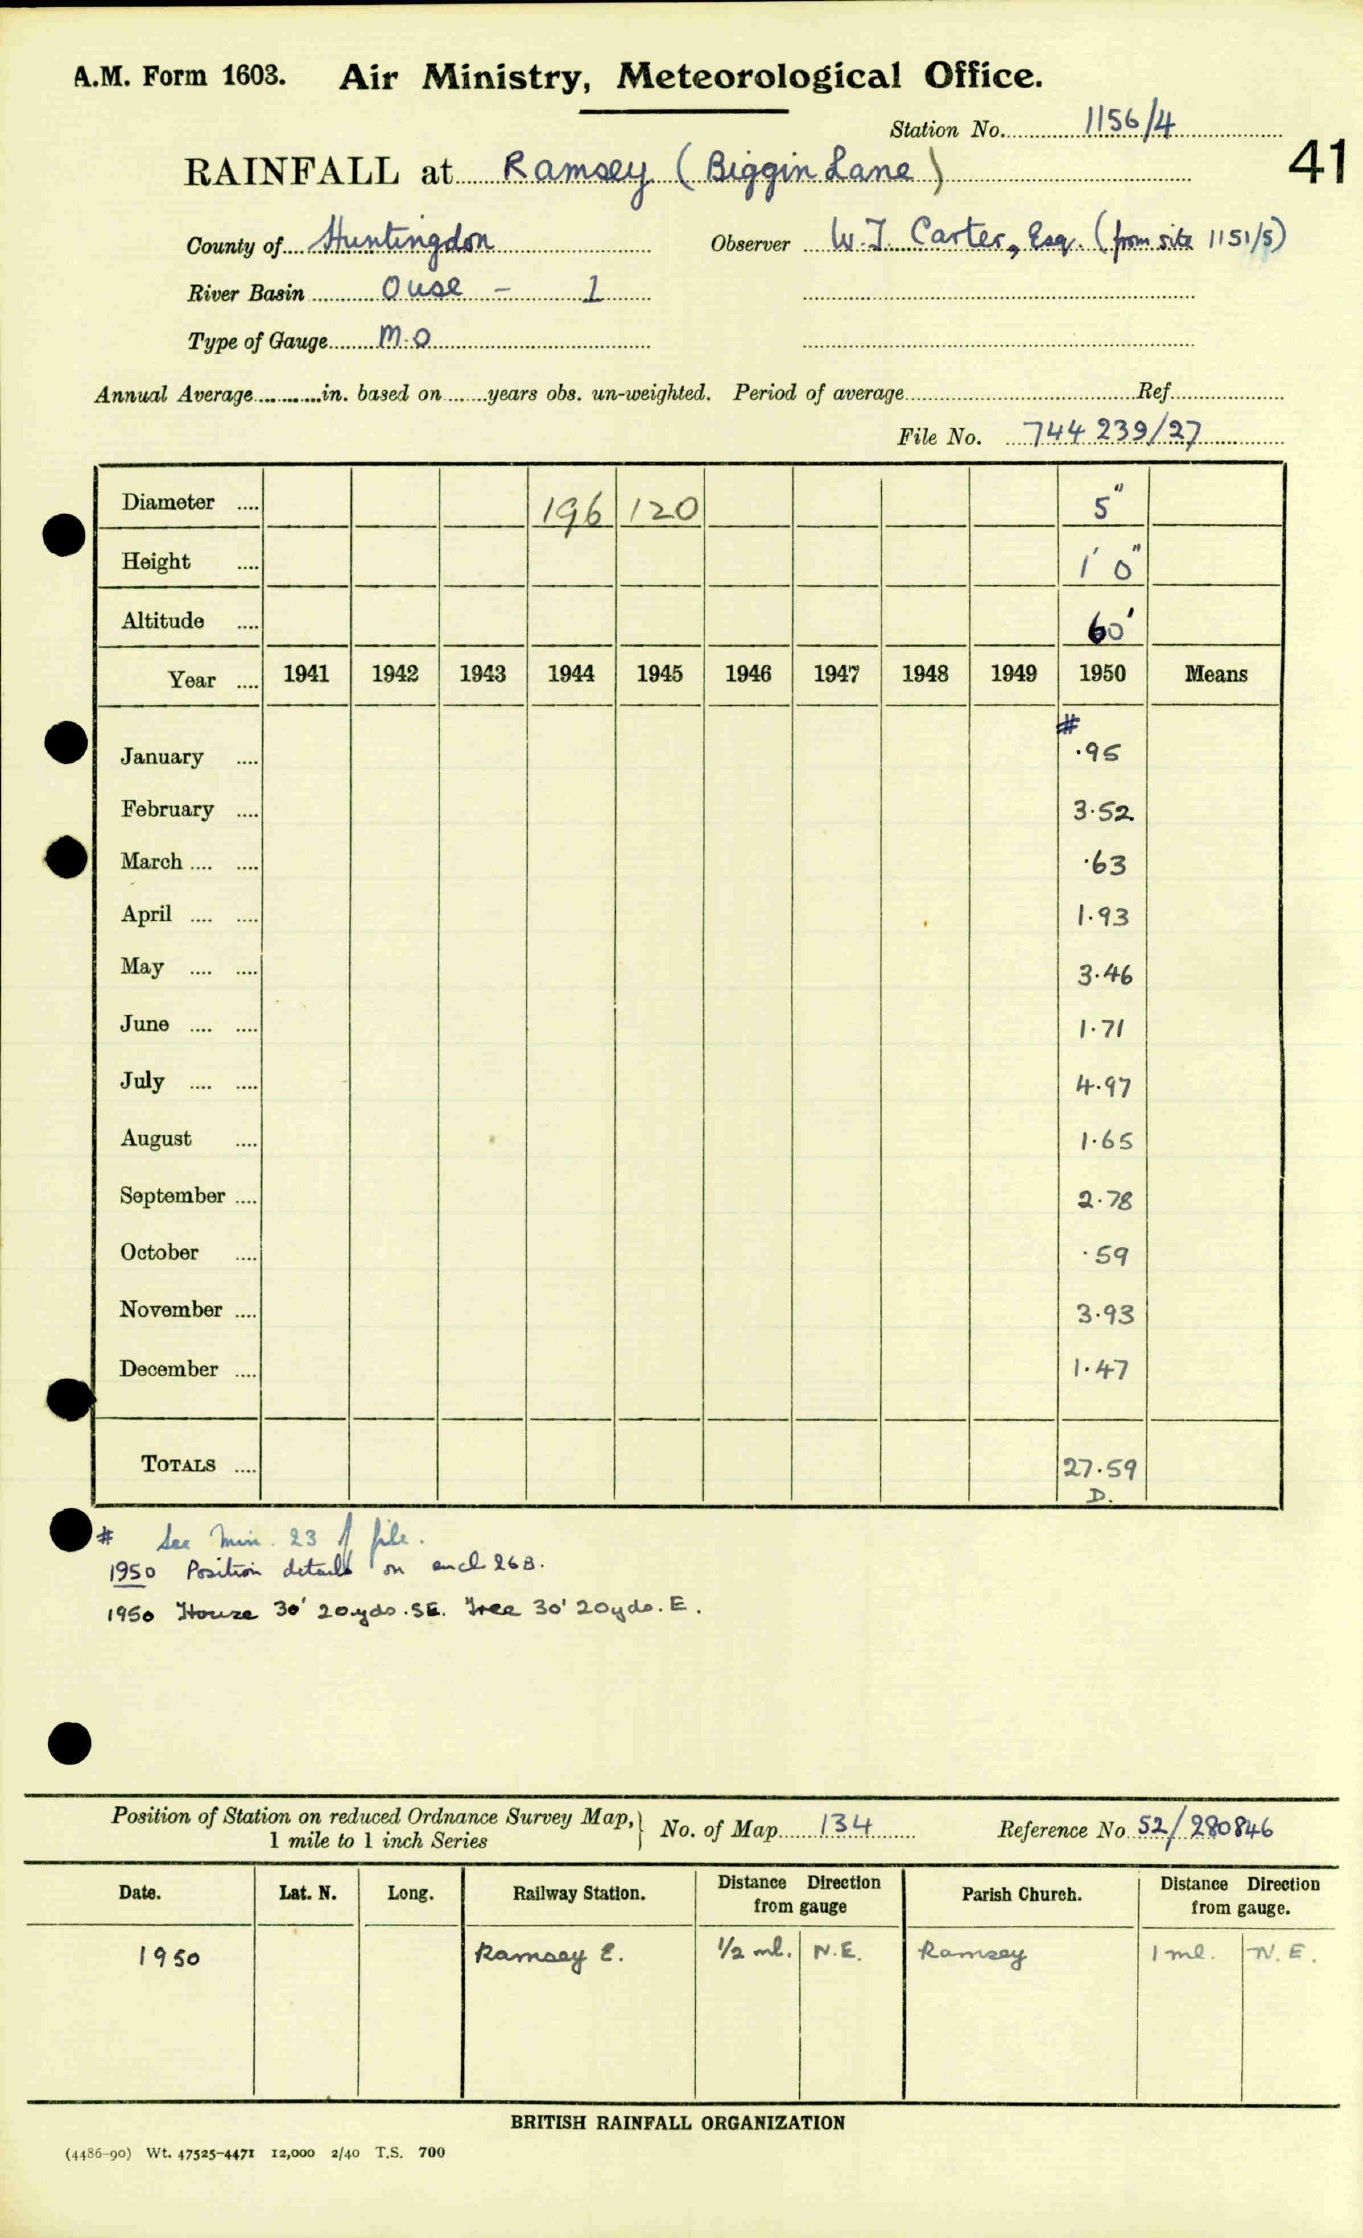 A.M. Form 1603. Air Ministry, Meteorological Office.
Station No. 1156/4
41
RAINFALL at Ramsey (Biggin Lane)
County of Huntingdon Observer W.J. Carter, Esq. (from site 1151/5)
River Basin Ouse - 1
Type of Gauge M.O
Annual Average in. based on years obs. un-weighted. Period of average Ref.
File No. 744 239/27
Diameter 196 120 5"
Height 1' 0"
Altitude 60'
Year 1941 1942 1943 1944 1945 1946 1947 1948 1949 1950 Means
#
January .95
February 3.52
March .63
April 1.93
May 3.46
June 1.71
July 4.97
August 1.65
September 2.78
October .59
November 3.93
December 1.47
TOTALS 27.59
D.
# See Min. 23 of file.
1950 Position details on encl 26B.
1950 House 30' 20yds. SE. Tree 30' 20yds. E.
Position of Station on reduced Ordnance Survey Map, 1 mile to 1 inch Series } No. of Map 134 Reference No 52/280846
Date. Lat. N. Long. Railway Station. Distance Direction from gauge Parish Church. Distance Direction from gauge.
1950 Ramsey E. 1/2 ml. N.E. Ramsey 1 ml. N.E.
BRITISH RAINFALL ORGANIZATION
(4486-90) Wt. 47525-4471 12,000 2/40 T.S. 700